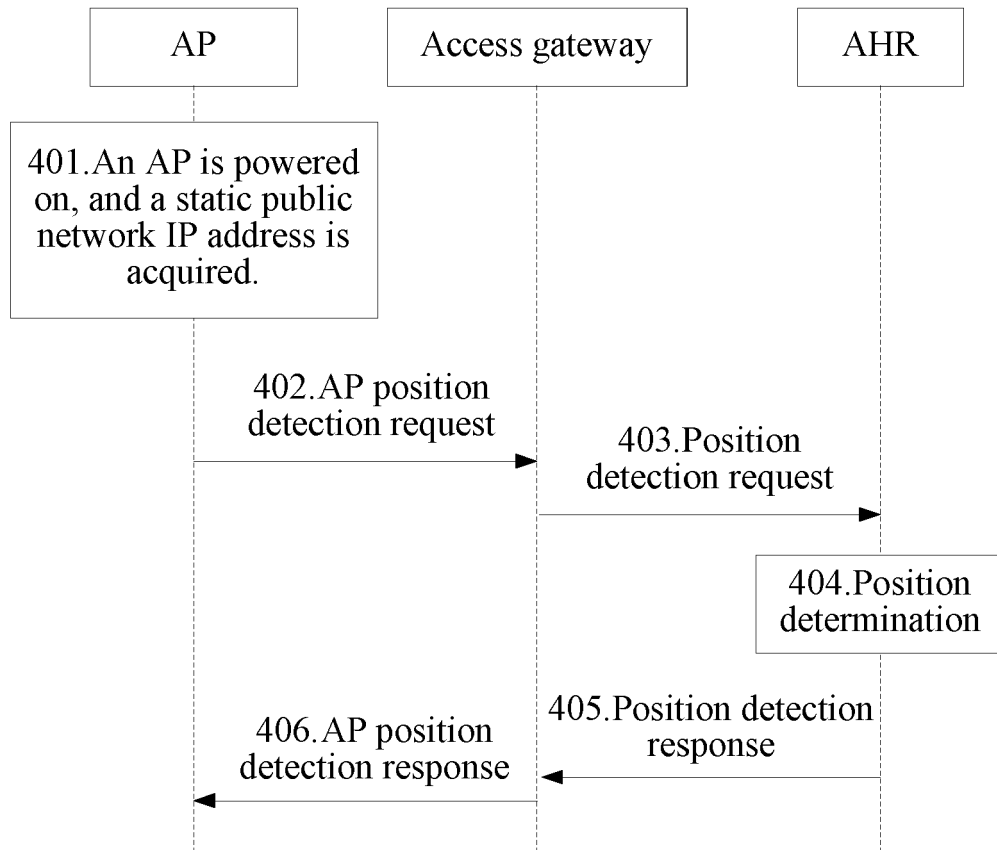 AP
Access gateway
AHR
401.An AP is powered
on, and a static public
network IP address is
acquired.
402.AP position
detection request
403.Position
detection request
404.Position
determination
405.Position detection
response
406.AP position
detection response